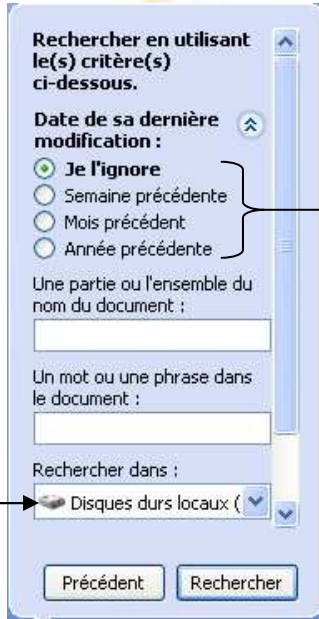 Rechercher en utilisant
le(s) critère(s)
ci-dessous.
Date de sa dernière
modification :
Je l'ignore
Semaine précédente
Mois précédent
Année précédente
Une partie ou l'ensemble du
nom du document :
Un mot ou une phrase dans
le document :
Rechercher dans :
Disques durs locaux (
Précédent
Rechercher